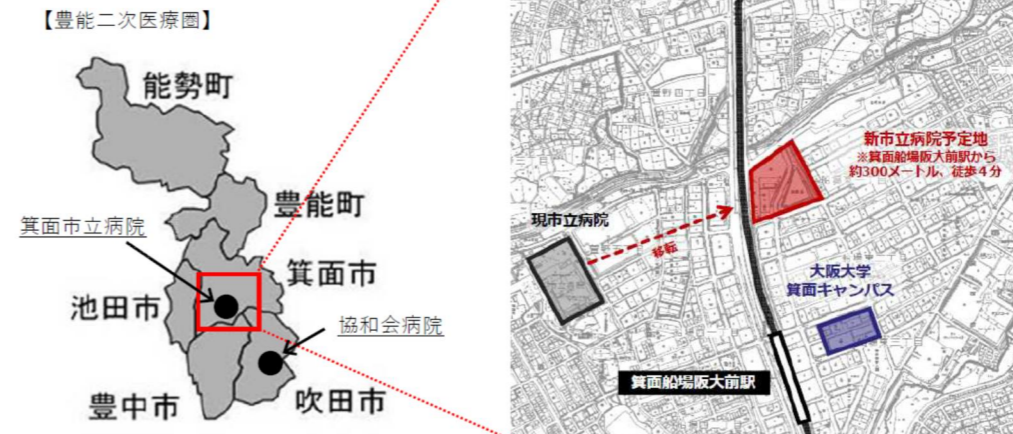 【豊能二次医療圏】
能勢町
豊能町
箕面市立病院
箕面市
池田市
協和会病院
豊中市
吹田市
新市立病院予定地
※箕面船場阪大前駅から
約300メートル、徒歩4分
現市立病院
移転
大阪大学
箕面キャンパス
箕面船場阪大前駅